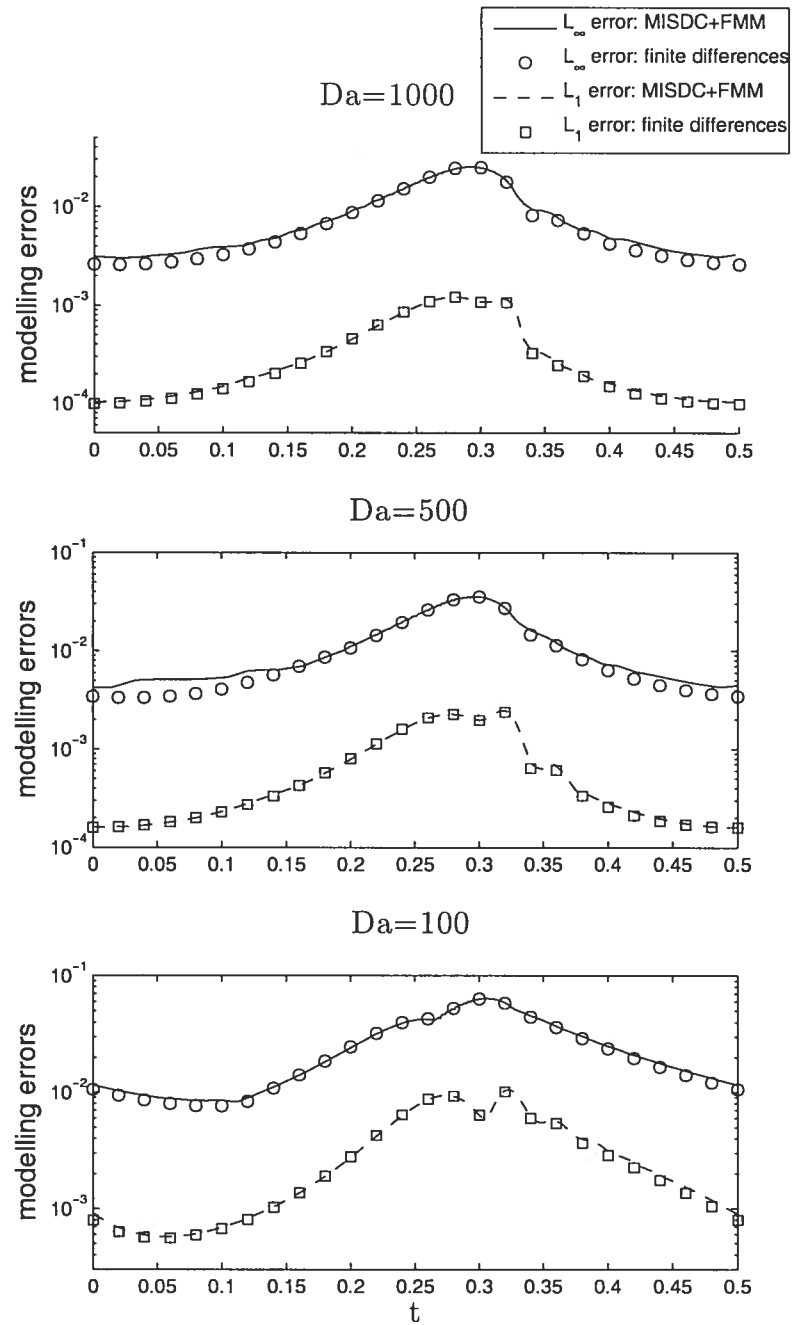 L∞ error: MISDC+FMM
L∞ error: finite differences
L1 error: MISDC+FMM
L1 error: finite differences
Da=1000
modelling errors
10^-2
10^-3
10^-4
0 0.05 0.1 0.15 0.2 0.25 0.3 0.35 0.4 0.45 0.5
Da=500
modelling errors
10^-1
10^-2
10^-3
10^-4
0 0.05 0.1 0.15 0.2 0.25 0.3 0.35 0.4 0.45 0.5
Da=100
modelling errors
10^-1
10^-2
10^-3
0 0.05 0.1 0.15 0.2 0.25 0.3 0.35 0.4 0.45 0.5
t